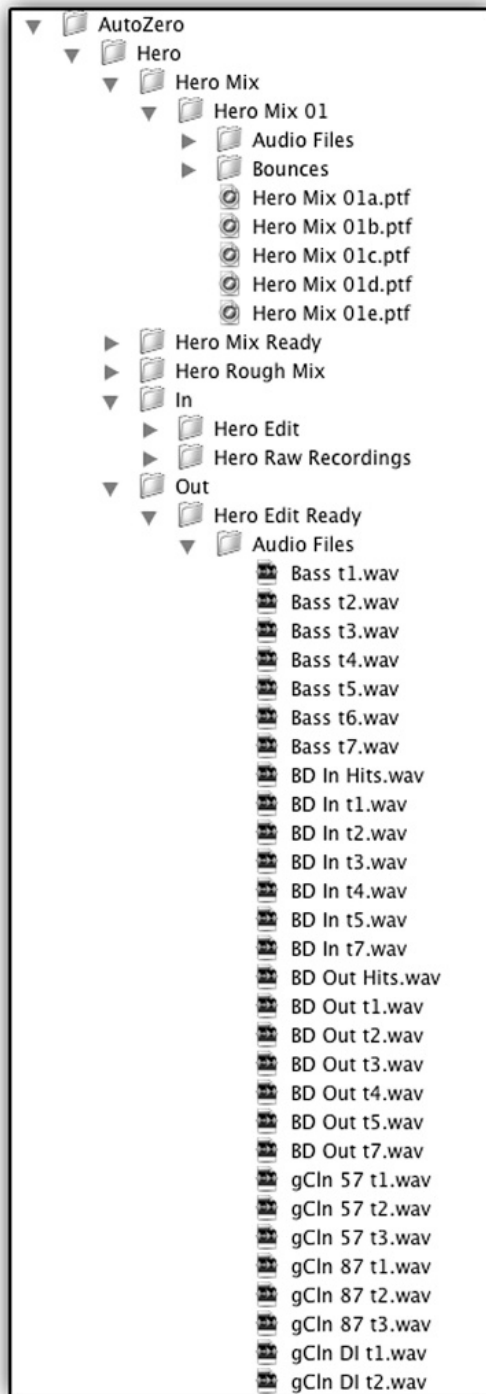 AutoZero
Hero
Hero Mix
Hero Mix 01
Audio Files
Bounces
Hero Mix 01a.ptf
Hero Mix 01b.ptf
Hero Mix 01c.ptf
Hero Mix 01d.ptf
Hero Mix 01e.ptf
Hero Mix Ready
Hero Rough Mix
In
Hero Edit
Hero Raw Recordings
Out
Hero Edit Ready
Audio Files
Bass t1.wav
Bass t2.wav
Bass t3.wav
Bass t4.wav
Bass t5.wav
Bass t6.wav
Bass t7.wav
BD In Hits.wav
BD In t1.wav
BD In t2.wav
BD In t3.wav
BD In t4.wav
BD In t5.wav
BD In t7.wav
BD Out Hits.wav
BD Out t1.wav
BD Out t2.wav
BD Out t3.wav
BD Out t4.wav
BD Out t5.wav
BD Out t7.wav
gCln 57 t1.wav
gCln 57 t2.wav
gCln 57 t3.wav
gCln 87 t1.wav
gCln 87 t2.wav
gCln 87 t3.wav
gCln DI t1.wav
gCln DI t2.wav